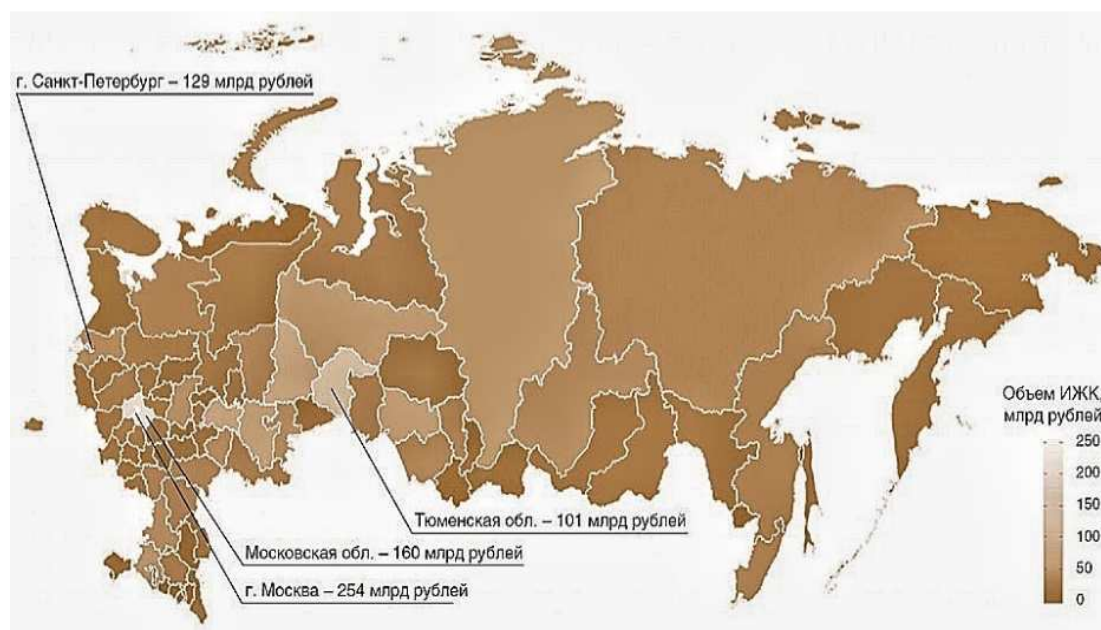 г. Санкт-Петербург – 129 млрд рублей
Объем ИЖК,
млрд рублей
250
200
150
100
50
0
Тюменская обл. – 101 млрд рублей
Московская обл. – 160 млрд рублей
г. Москва – 254 млрд рублей